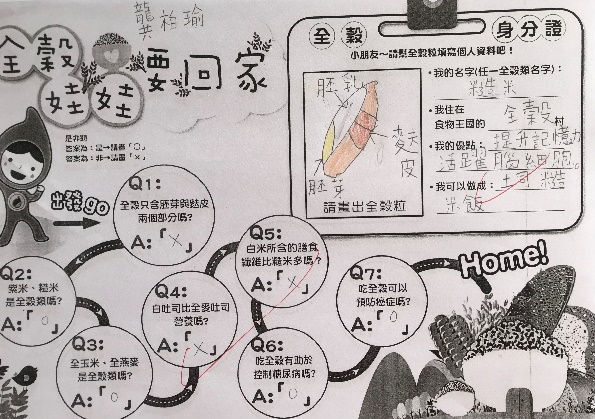 龔柏瑜
全穀娃娃要回家
是非題
答案為:是→請畫「○」
答案為:非→請畫「×」
出發go
Q1:
全穀只含胚芽與麩皮
兩個部分嗎?
A:「×」
Q2:
紫米、糙米
是全穀類嗎?
A:「○」
Q3:
全玉米、全燕麥
是全穀類嗎?
A:「○」
Q4:
白吐司比全麥吐司
營養嗎?
A:「×」
Q5:
白米所含的膳食
纖維比糙米多嗎?
A:「×」
Q6:
吃全穀有助於
控制糖尿病嗎?
A:「○」
Q7:
吃全穀可以
預防癌症嗎?
A:「○」
Home!
全穀 身分證
小朋友~請幫全穀粒填寫個人資料吧!
胚乳
麩皮
胚芽
請畫出全穀粒
•我的名字(任一全穀類名字):
糙米
•我住在
食物王國的 全穀村
•我的優點:提升記憶力
活躍腦細胞。
•我可以做成:土司 糙
米飯